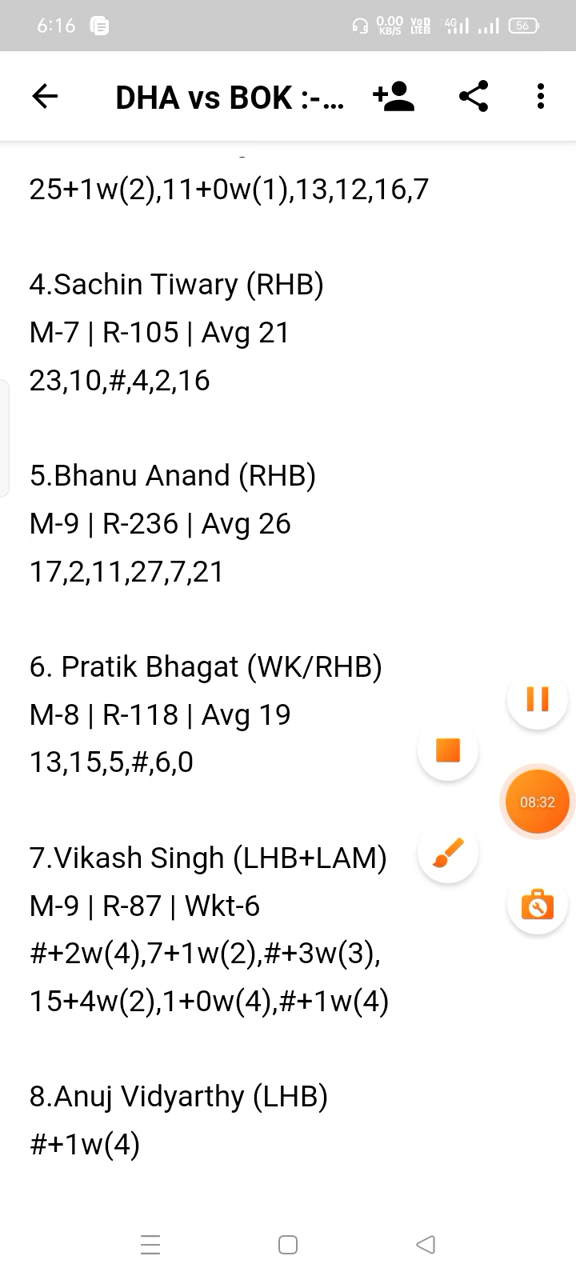 6:16
0.00 KB/S
4G
56
DHA vs BOK :-...
25+1w(2),11+0w(1),13,12,16,7
4.Sachin Tiwary (RHB)
M-7 | R-105 | Avg 21
23,10,#,4,2,16
5.Bhanu Anand (RHB)
M-9 | R-236 | Avg 26
17,2,11,27,7,21
6. Pratik Bhagat (WK/RHB)
M-8 | R-118 | Avg 19
13,15,5,#,6,0
08:32
7.Vikash Singh (LHB+LAM)
M-9 | R-87 | Wkt-6
#+2w(4),7+1w(2),#+3w(3),
15+4w(2),1+0w(4),#+1w(4)
8.Anuj Vidyarthy (LHB)
#+1w(4)